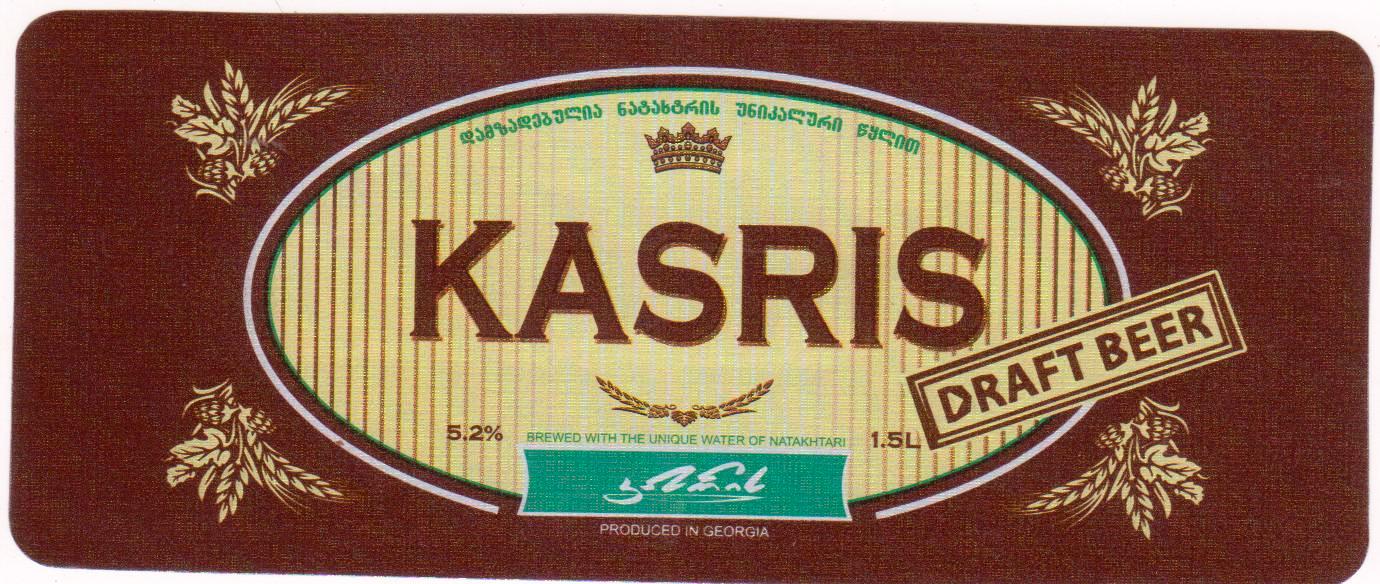 დამზადებულია ნატახტრის უნიკალური წყლით
KASRIS
DRAFT BEER
5.2%
BREWED WITH THE UNIQUE WATER OF NATAKHTARI
1.5L
კასრის
PRODUCED IN GEORGIA